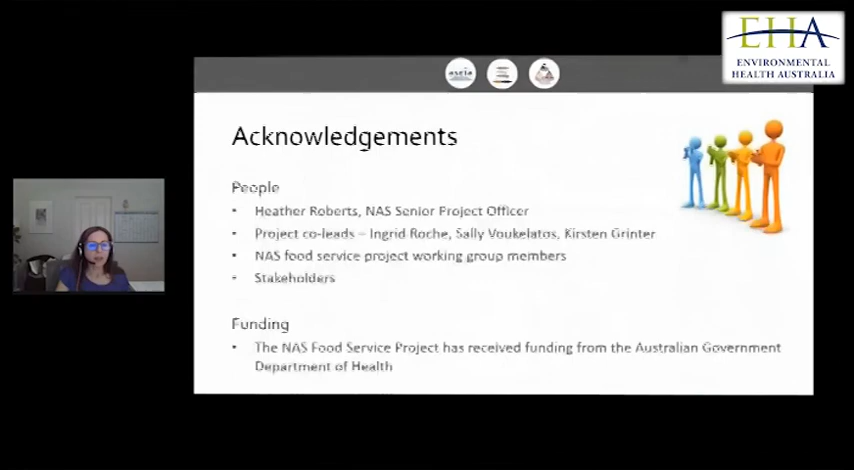 EHA
ENVIRONMENTAL
HEALTH AUSTRALIA
ascia
Acknowledgements
People
• Heather Roberts, NAS Senior Project Officer
• Project co-leads – Ingrid Roche, Sally Voukelatos, Kirsten Grinter
• NAS food service project working group members
• Stakeholders
Funding
• The NAS Food Service Project has received funding from the Australian Government
Department of Health